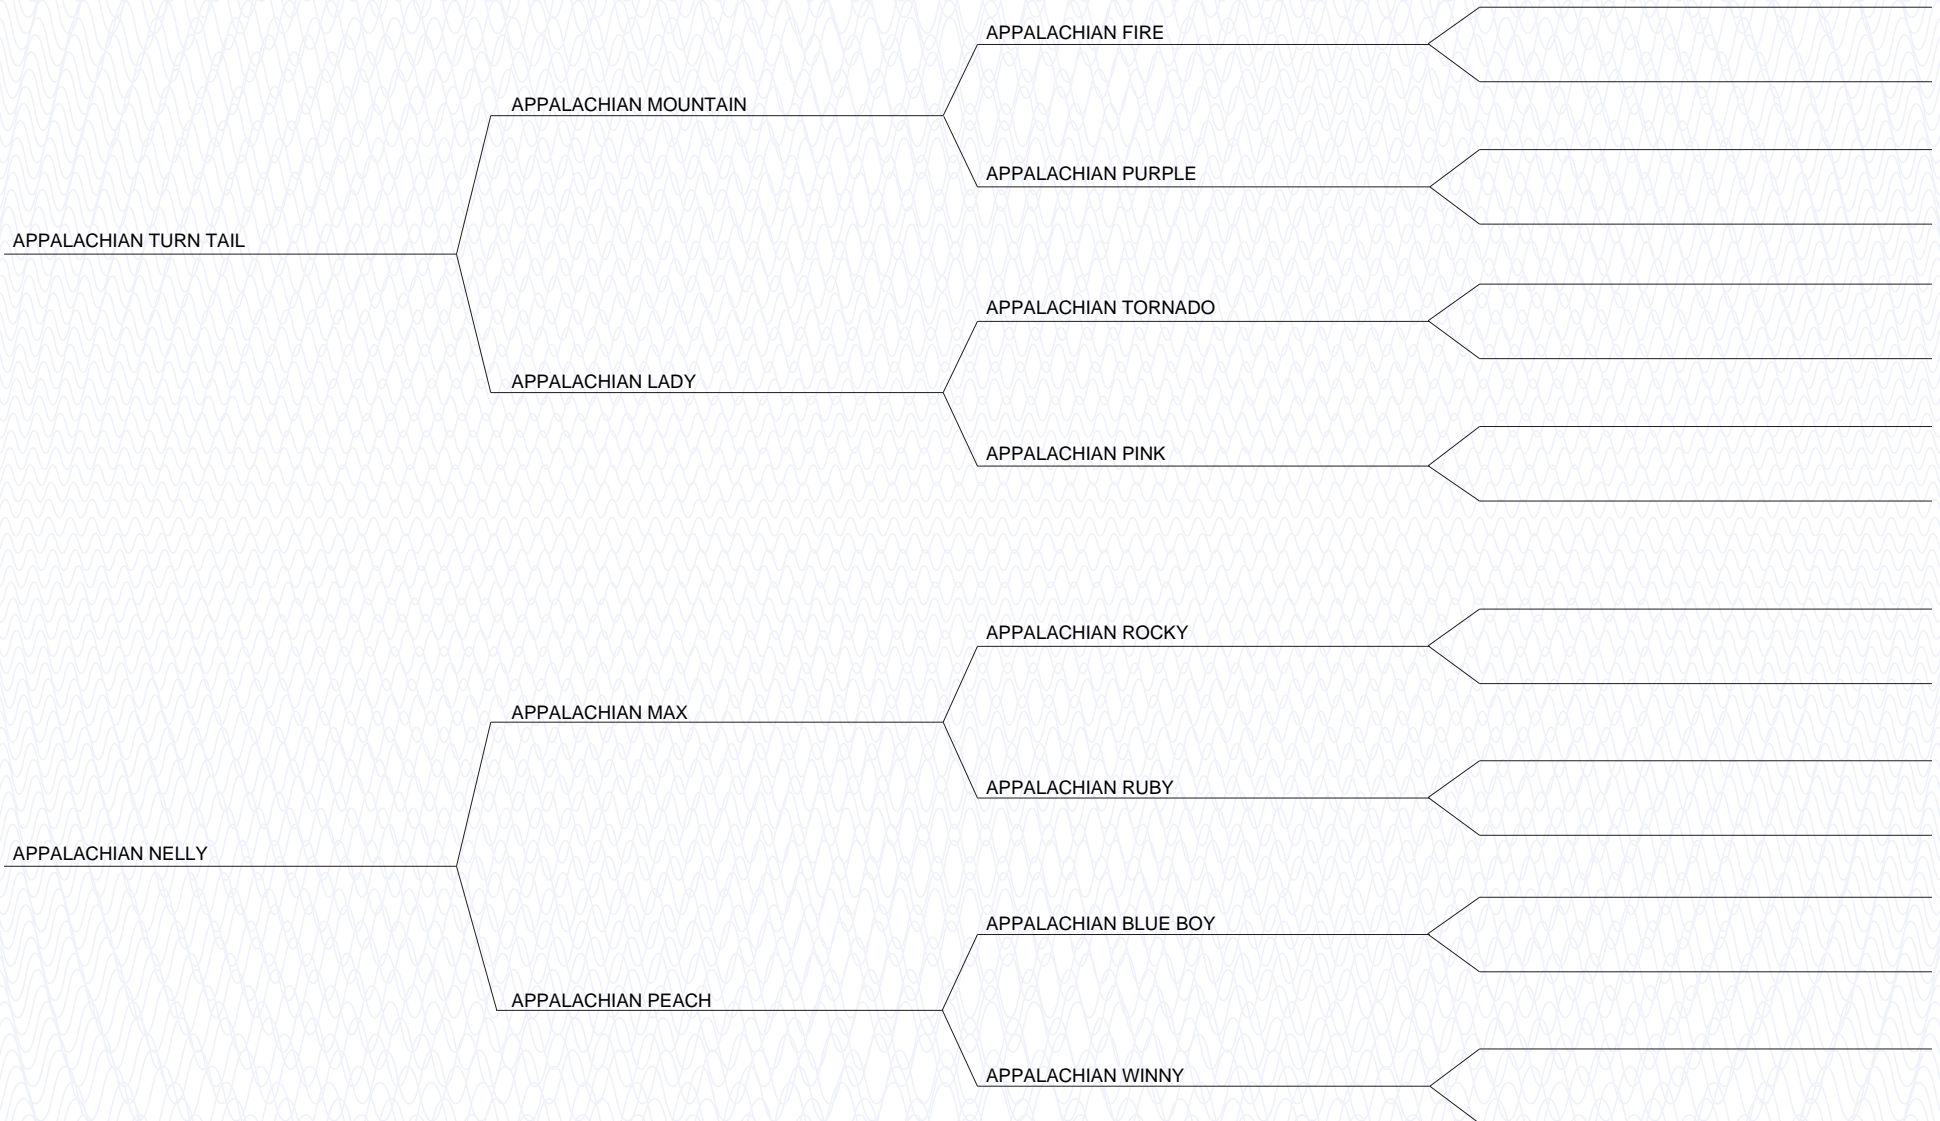 APPALACHIAN FIRE
APPALACHIAN MOUNTAIN
APPALACHIAN PURPLE
APPALACHIAN TURN TAIL
APPALACHIAN TORNADO
APPALACHIAN LADY
APPALACHIAN PINK
APPALACHIAN ROCKY
APPALACHIAN MAX
APPALACHIAN RUBY
APPALACHIAN NELLY
APPALACHIAN BLUE BOY
APPALACHIAN PEACH
APPALACHIAN WINNY